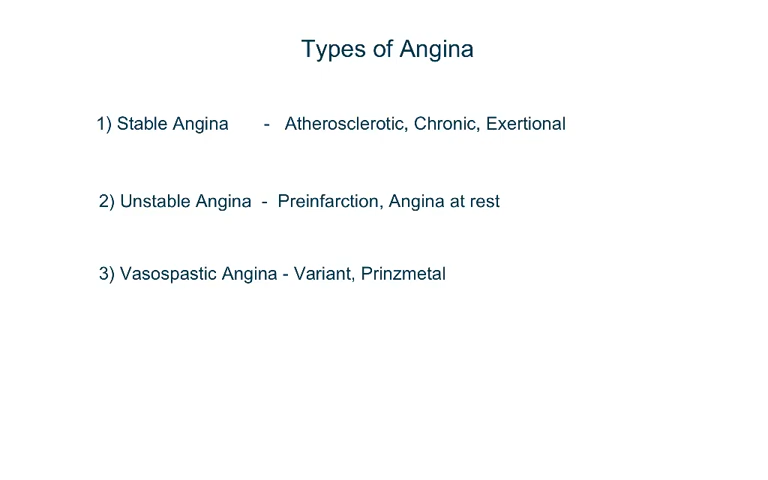 Types of Angina
1) Stable Angina - Atherosclerotic, Chronic, Exertional
2) Unstable Angina - Preinfarction, Angina at rest
3) Vasospastic Angina - Variant, Prinzmetal